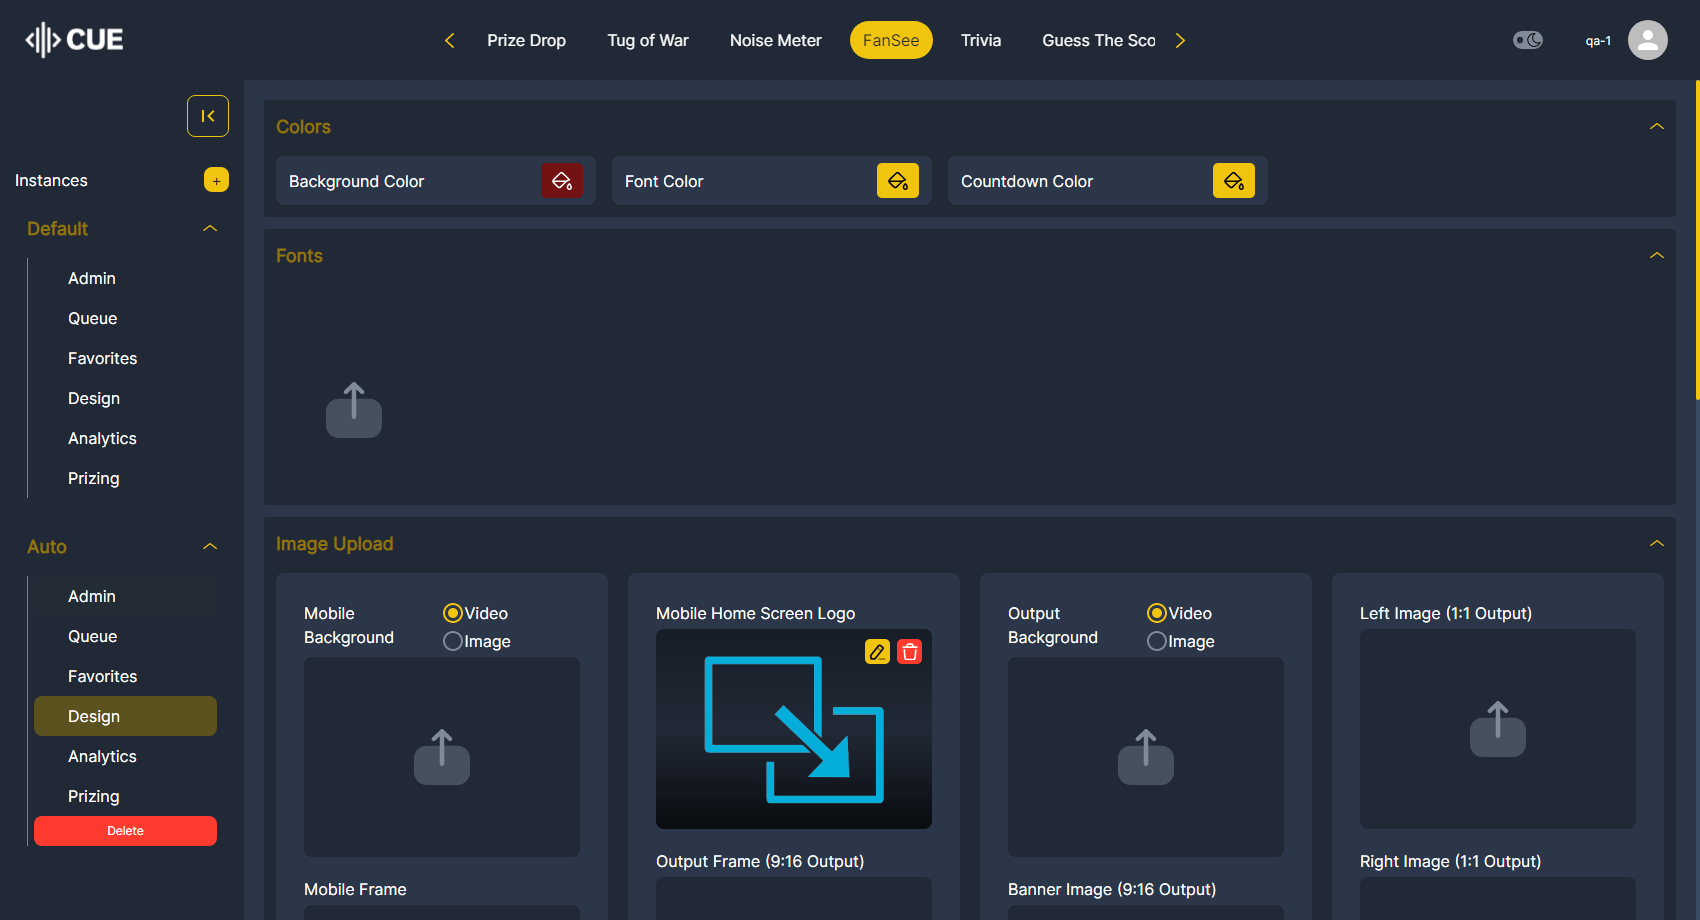 CUE
Prize Drop
Tug of War
Noise Meter
FanSee
Trivia
Guess The Sco
qa-1
Instances
+
Default
Admin
Queue
Favorites
Design
Analytics
Prizing
Auto
Admin
Queue
Favorites
Design
Analytics
Prizing
Delete
Colors
Background Color
Font Color
Countdown Color
Fonts
Image Upload
Mobile
Background
Video
Image
Mobile Frame
Mobile Home Screen Logo
Output Frame (9:16 Output)
Output
Background
Video
Image
Banner Image (9:16 Output)
Left Image (1:1 Output)
Right Image (1:1 Output)